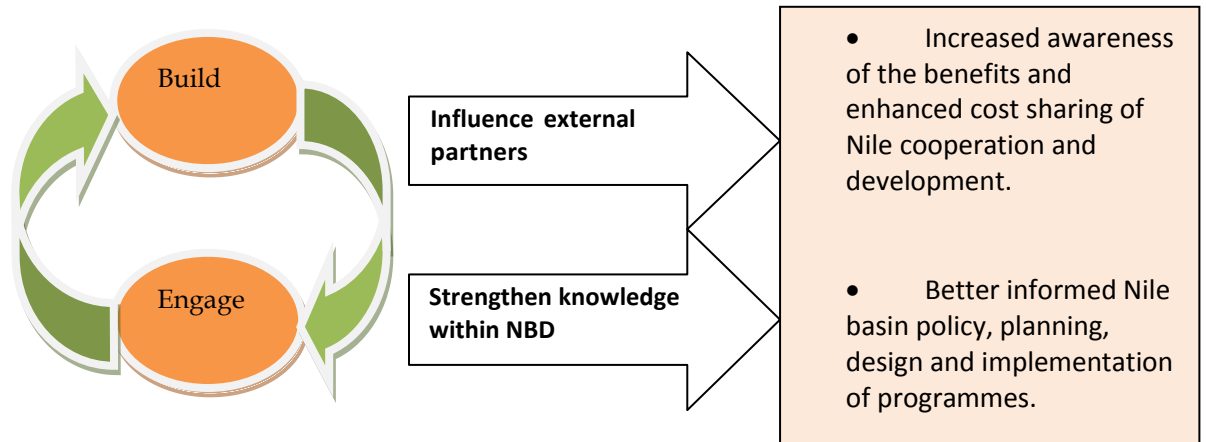 Build
Engage
Influence external
partners
Strengthen knowledge
within NBD
• Increased awareness
of the benefits and
enhanced cost sharing of
Nile cooperation and
development.
• Better informed Nile
basin policy, planning,
design and implementation
of programmes.